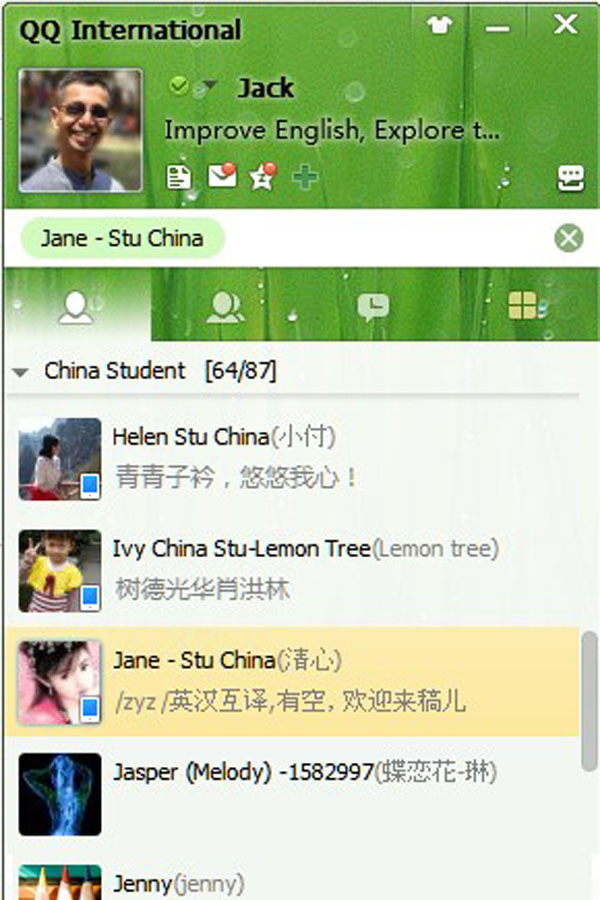 QQ International
Jack
Improve English, Explore t...
Jane - Stu China
China Student [64/87]
Helen Stu China(小付)
青青子衿，悠悠我心！
Ivy China Stu-Lemon Tree(Lemon tree)
树德光华肖洪林
Jane - Stu China(清心)
/zyz /英汉互译,有空，欢迎来稿儿
Jasper (Melody) -1582997(蝶恋花-琳)
Jenny(jenny)